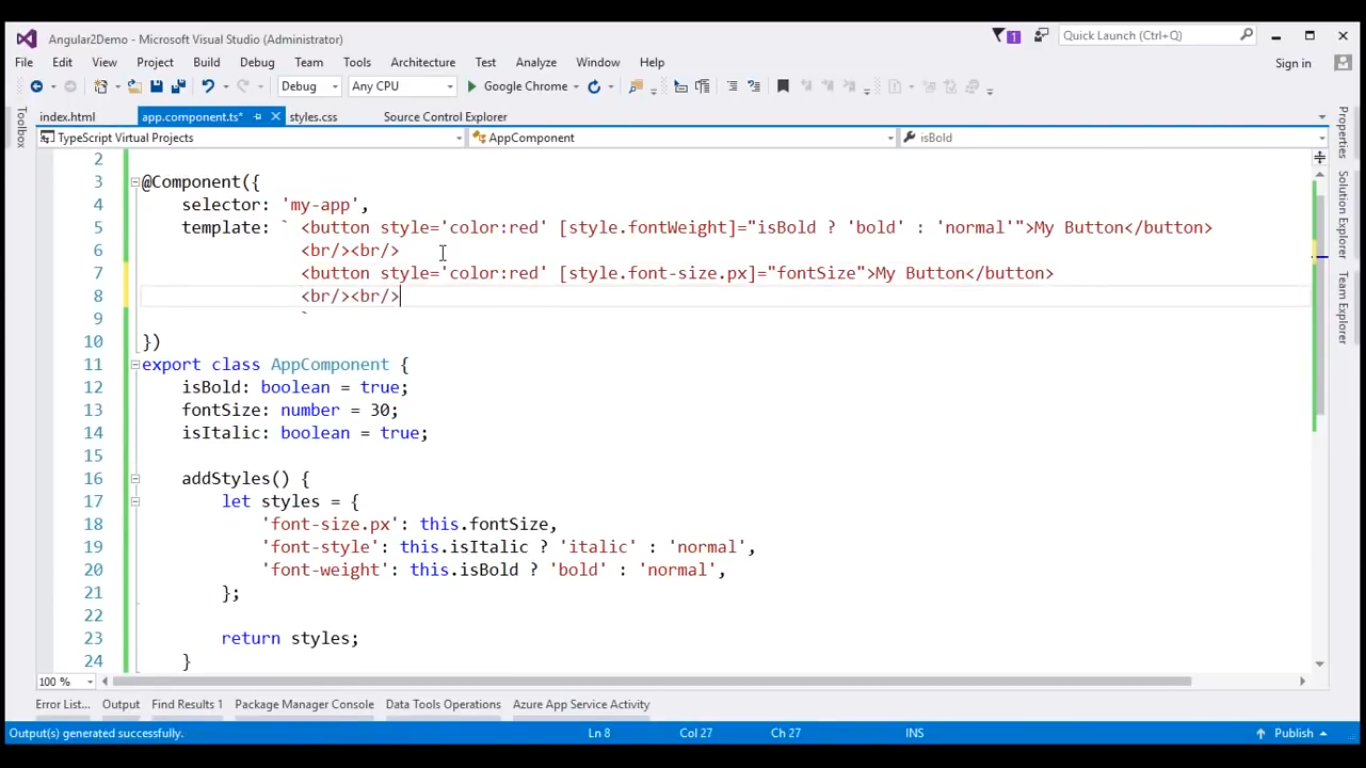 Angular2Demo - Microsoft Visual Studio (Administrator)
1
Quick Launch (Ctrl+Q)
File Edit View Project Build Debug Team Tools Architecture Test Analyze Window Help
Sign in
Debug Any CPU Google Chrome
index.html app.component.ts* styles.css Source Control Explorer
TypeScript Virtual Projects AppComponent isBold
Toolbox
Properties
Solution Explorer
Team Explorer
2
3 @Component({
4 selector: 'my-app',
5 template: ` <button style='color:red' [style.fontWeight]="isBold ? 'bold' : 'normal'">My Button</button>
6 <br/><br/>
7 <button style='color:red' [style.font-size.px]="fontSize">My Button</button>
8 <br/><br/>
9 `
10 })
11 export class AppComponent {
12 isBold: boolean = true;
13 fontSize: number = 30;
14 isItalic: boolean = true;
15
16 addStyles() {
17 let styles = {
18 'font-size.px': this.fontSize,
19 'font-style': this.isItalic ? 'italic' : 'normal',
20 'font-weight': this.isBold ? 'bold' : 'normal',
21 };
22
23 return styles;
24 }
100 %
Error List... Output Find Results 1 Package Manager Console Data Tools Operations Azure App Service Activity
Output(s) generated successfully. Ln 8 Col 27 Ch 27 INS Publish